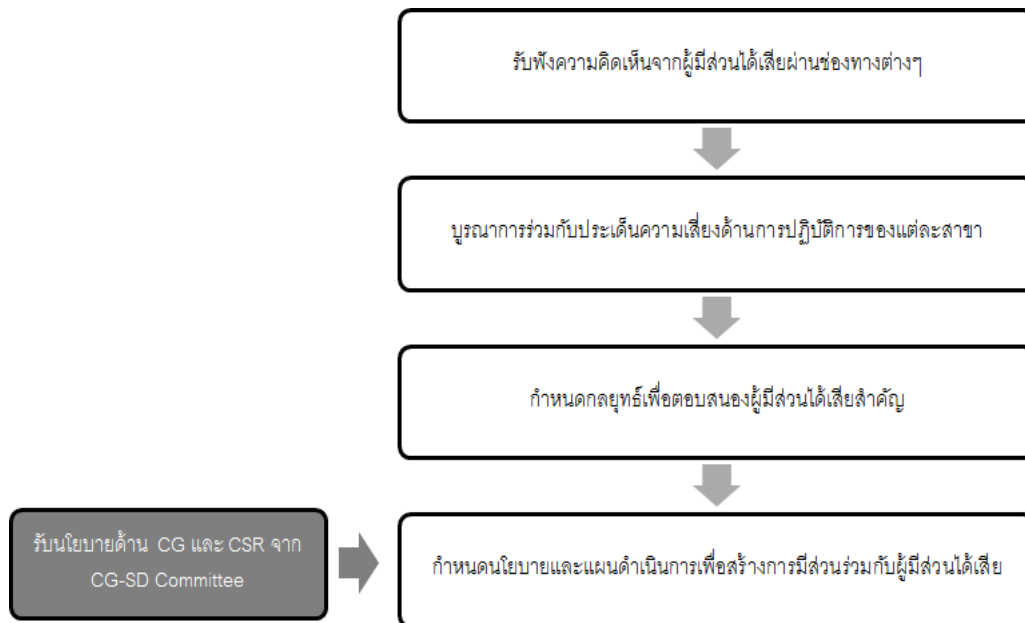 รับฟังความคิดเห็นจากผู้มีส่วนได้เสียผ่านช่องทางต่างๆ
บูรณาการร่วมกับประเด็นความเสี่ยงด้านการปฏิบัติการของแต่ละสาขา
กำหนดกลยุทธ์เพื่อตอบสนองผู้มีส่วนได้เสียสำคัญ
รับนโยบายด้าน CG และ CSR จาก
CG-SD Committee
กำหนดนโยบายและแผนดำเนินการเพื่อสร้างการมีส่วนร่วมกับผู้มีส่วนได้เสีย